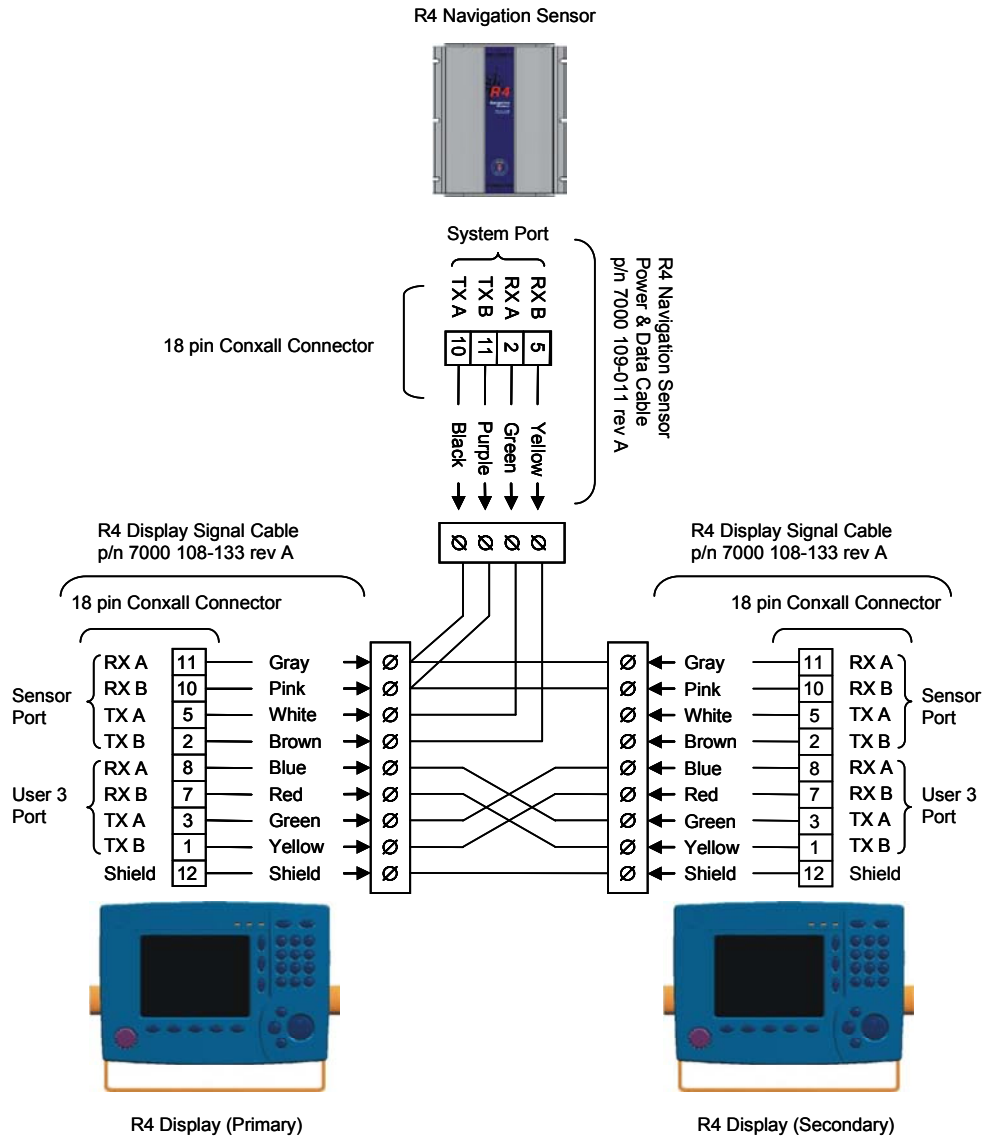 R4 Navigation Sensor
R4
System Port
TX A
TX B
RX A
RX B
18 pin Conxall Connector
10
11
2
5
R4 Navigation Sensor
Power & Data Cable
p/n 7000 109-011 rev A
Black
Purple
Green
Yellow
R4 Display Signal Cable
p/n 7000 108-133 rev A
18 pin Conxall Connector
Sensor
Port
RX A 11 Gray
RX B 10 Pink
TX A 5 White
TX B 2 Brown
User 3
Port
RX A 8 Blue
RX B 7 Red
TX A 3 Green
TX B 1 Yellow
Shield 12 Shield
R4 Display Signal Cable
p/n 7000 108-133 rev A
18 pin Conxall Connector
Gray 11 RX A
Pink 10 RX B
White 5 TX A
Brown 2 TX B
Sensor
Port
Blue 8 RX A
Red 7 RX B
Green 3 TX A
Yellow 1 TX B
User 3
Port
Shield 12 Shield
R4 Display (Primary)
R4 Display (Secondary)